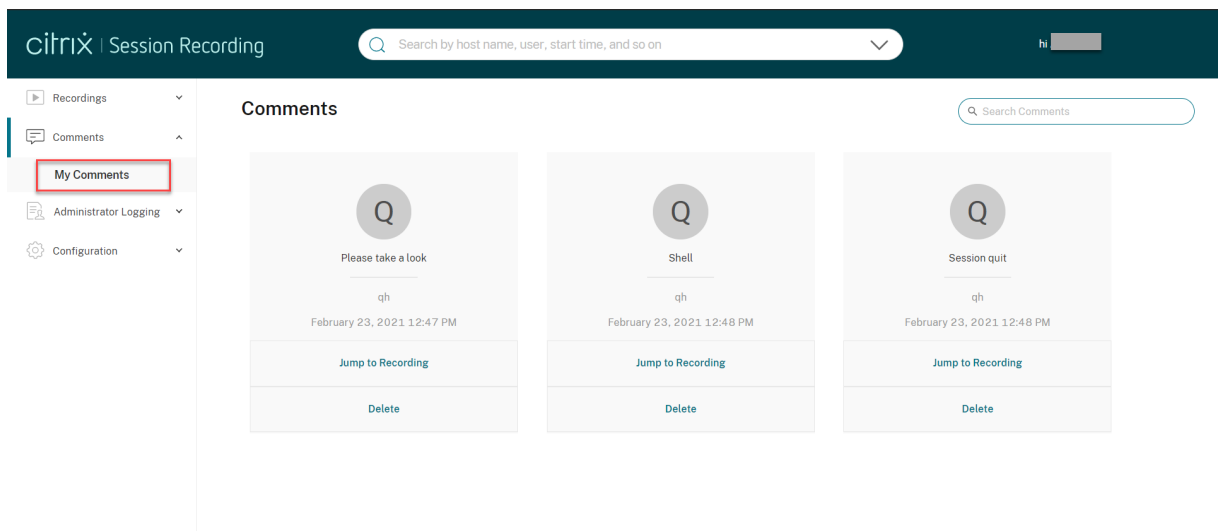 citrix | Session Recording
Search by host name, user, start time, and so on
hi
Recordings
Comments
My Comments
Administrator Logging
Configuration
Comments
Search Comments
Q
Please take a look
qh
February 23, 2021 12:47 PM
Jump to Recording
Delete
Q
Shell
qh
February 23, 2021 12:48 PM
Jump to Recording
Delete
Q
Session quit
qh
February 23, 2021 12:48 PM
Jump to Recording
Delete